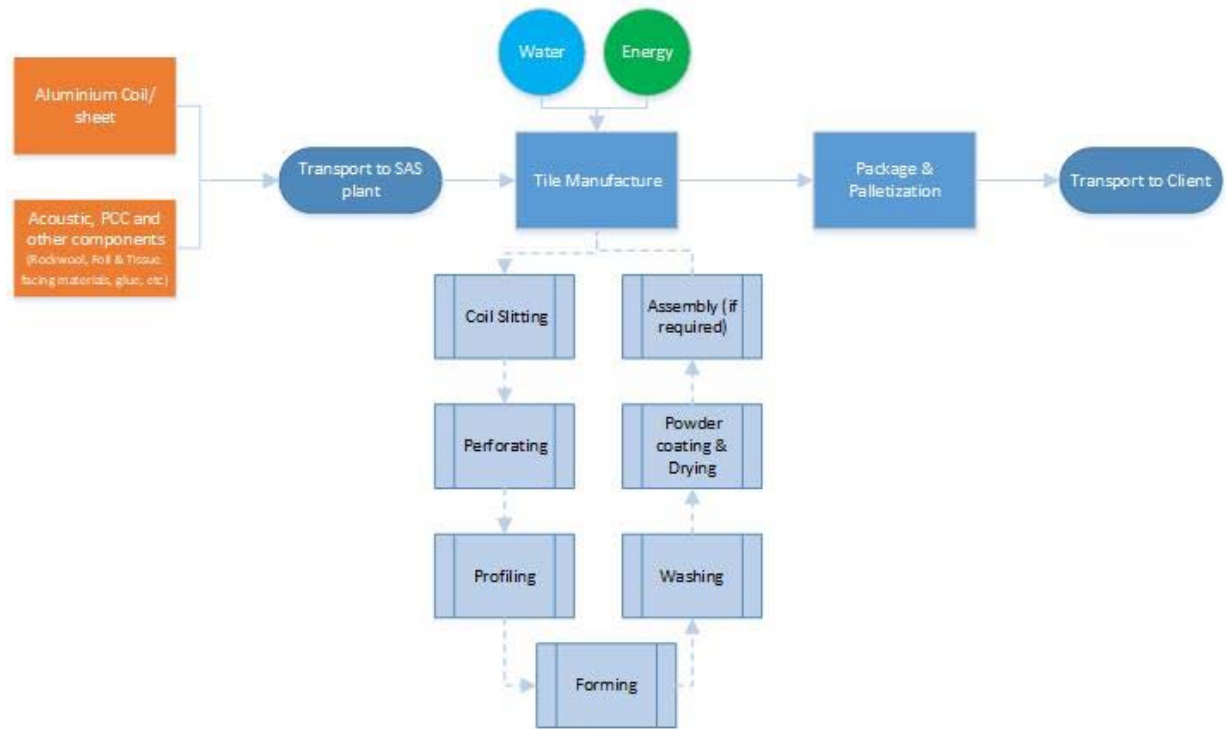 Water
Energy
Aluminium Coil/
sheet
Transport to SAS
plant
Tile Manufacture
Package &
Palletization
Transport to Client
Acoustic, PCC and
other components
(Rockwool, Foil & Tissue
facing materials, glue, etc)
Coil Slitting
Assembly (if
required)
Perforating
Powder
coating &
Drying
Profiling
Washing
Forming